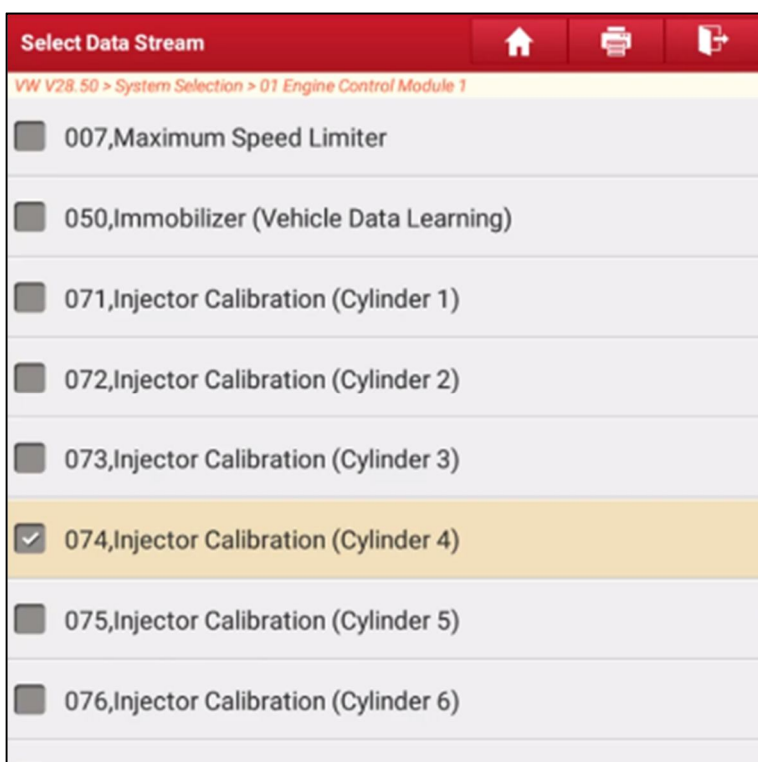 Select Data Stream
VW V28.50 > System Selection > 01 Engine Control Module 1
007,Maximum Speed Limiter
050,Immobilizer (Vehicle Data Learning)
071,Injector Calibration (Cylinder 1)
072,Injector Calibration (Cylinder 2)
073,Injector Calibration (Cylinder 3)
074,Injector Calibration (Cylinder 4)
075,Injector Calibration (Cylinder 5)
076,Injector Calibration (Cylinder 6)